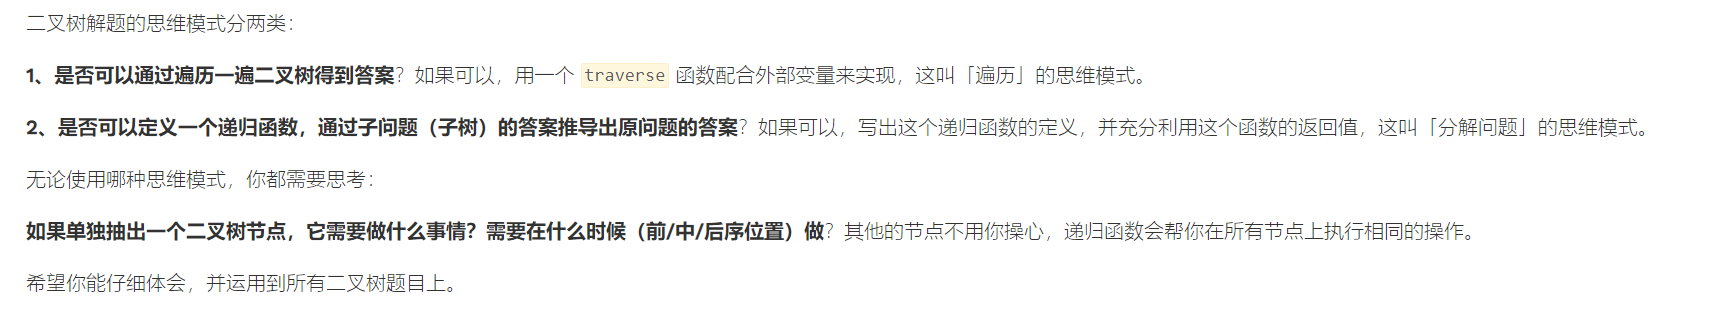 二叉树解题的思维模式分两类：
1、是否可以通过遍历一遍二叉树得到答案？如果可以，用一个 traverse 函数配合外部变量来实现，这叫「遍历」的思维模式。
2、是否可以定义一个递归函数，通过子问题（子树）的答案推导出原问题的答案？如果可以，写出这个递归函数的定义，并充分利用这个函数的返回值，这叫「分解问题」的思维模式。
无论使用哪种思维模式，你都需要思考：
如果单独抽出一个二叉树节点，它需要做什么事情？需要在什么时候（前/中/后序位置）做？其他的节点不用你操心，递归函数会帮你在所有节点上执行相同的操作。
希望你能仔细体会，并运用到所有二叉树题目上。